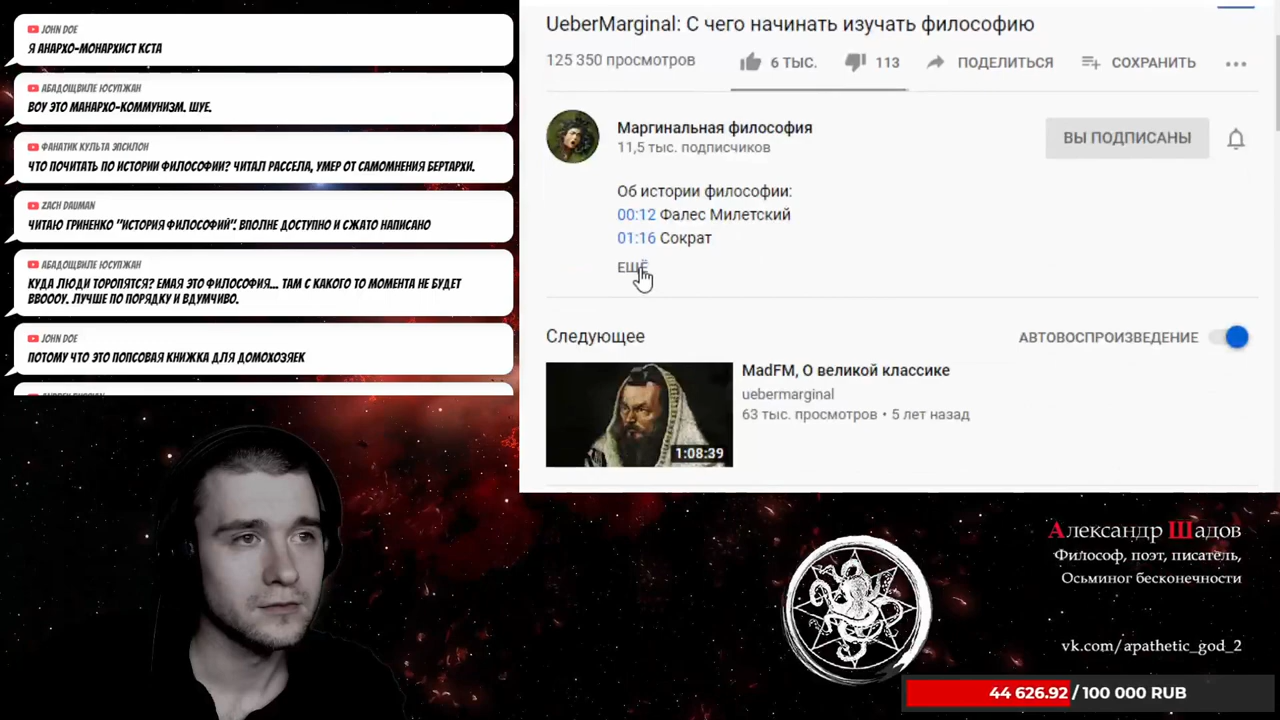 JOHN DOE
Я АНАРХО-МОНАРХИСТ КСТА
АБАДОЩВИЛЕ ЮСУПЖАН
ВОУ ЭТО МАНАРХО-КОММУНИЗМ. ШУЕ.
ФАНАТИК КУЛЬТА ЭПСИЛОН
ЧТО ПОЧИТАТЬ ПО ИСТОРИИ ФИЛОСОФИИ? ЧИТАЛ РАССЕЛА, УМЕР ОТ САМОМНЕНИЯ БЕРТАРХИ.
ZACH DAUMAN
ЧИТАЮ ГРИНЕНКО "ИСТОРИЯ ФИЛОСОФИЙ". ВПОЛНЕ ДОСТУПНО И СЖАТО НАПИСАНО
АБАДОЩВИЛЕ ЮСУПЖАН
КУДА ЛЮДИ ТОРОПЯТСЯ? ЕМАЯ ЭТО ФИЛОСОФИЯ... ТАМ С КАКОГО ТО МОМЕНТА НЕ БУДЕТ
ВВОООУ. ЛУЧШЕ ПО ПОРЯДКУ И ВДУМЧИВО.
JOHN DOE
ПОТОМУ ЧТО ЭТО ПОПСОВАЯ КНИЖКА ДЛЯ ДОМОХОЗЯЕК
UeberMarginal: С чего начинать изучать философию
125 350 просмотров
6 ТЫС.
113
ПОДЕЛИТЬСЯ
СОХРАНИТЬ
Маргинальная философия
11,5 тыс. подписчиков
ВЫ ПОДПИСАНЫ
Об истории философии:
00:12 Фалес Милетский
01:16 Сократ
ЕЩЁ
Следующее
АВТОВОСПРОИЗВЕДЕНИЕ
MadFM, О великой классике
uebermarginal
63 тыс. просмотров • 5 лет назад
1:08:39
Александр Шадов
Философ, поэт, писатель,
Осьминог бесконечности
vk.com/apathetic_god_2
44 626.92 / 100 000 RUB